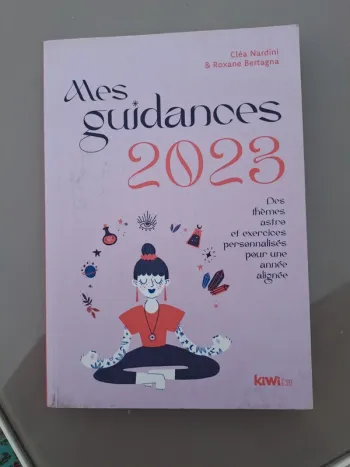 Cléa Nardini
& Roxane Bertagna
Mes
guidances
2023
Des
thèmes
astro
et exercices
personnalisés
pour une
année
alignée
kiwi